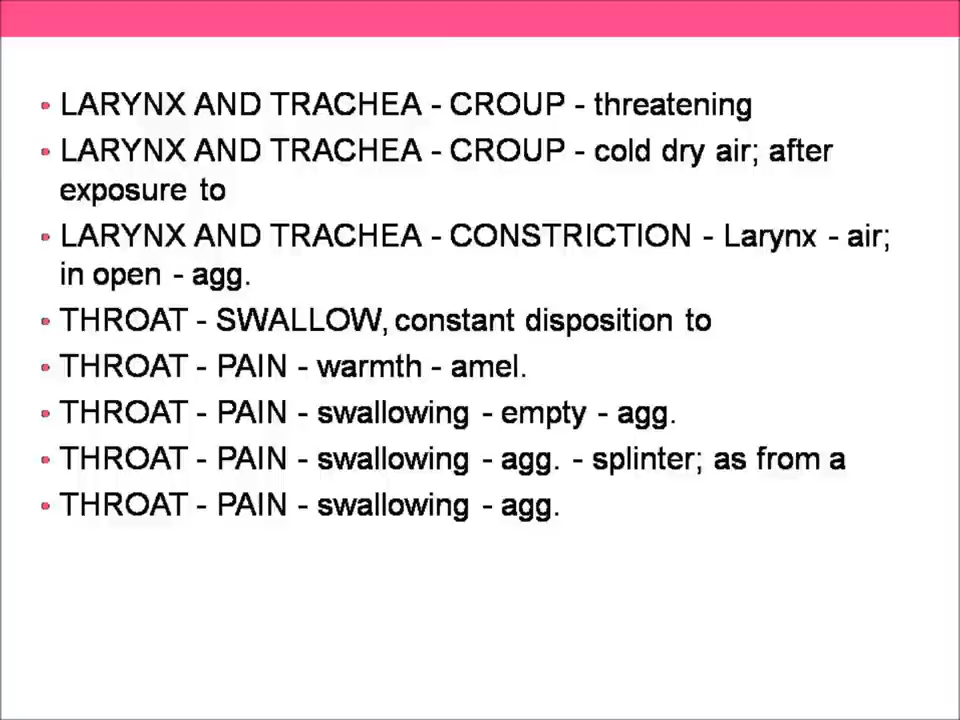 • LARYNX AND TRACHEA - CROUP - threatening
• LARYNX AND TRACHEA - CROUP - cold dry air; after
exposure to
• LARYNX AND TRACHEA - CONSTRICTION - Larynx - air;
in open - agg.
• THROAT - SWALLOW, constant disposition to
• THROAT - PAIN - warmth - amel.
• THROAT - PAIN - swallowing - empty - agg.
• THROAT - PAIN - swallowing - agg. - splinter; as from a
• THROAT - PAIN - swallowing - agg.